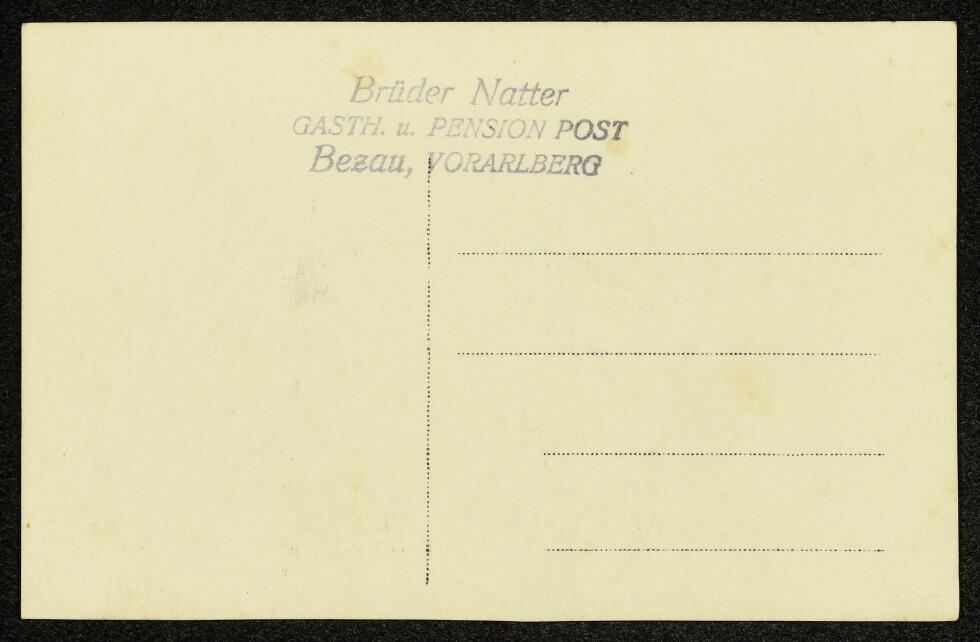 Brüder Natter
GASTH. u. PENSION POST
Bezau, VORARLBERG